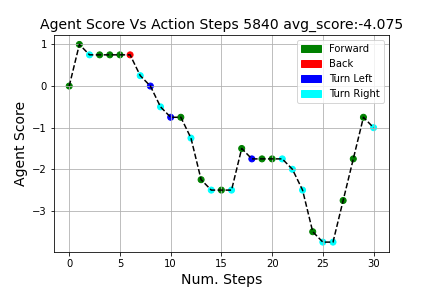 Agent Score Vs Action Steps 5840 avg_score:-4.075
Forward
Back
Turn Left
Turn Right
Agent Score
1
0
−1
−2
−3
0 5 10 15 20 25 30
Num. Steps